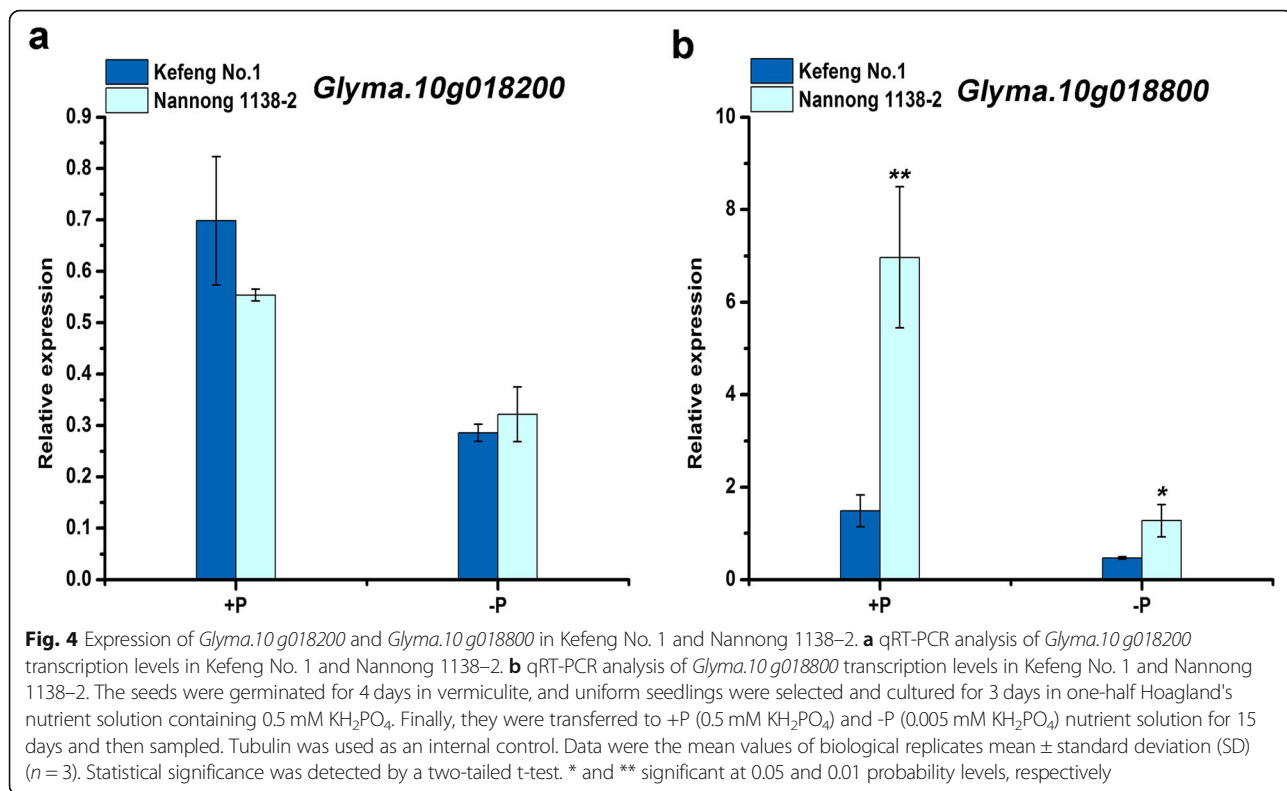 a
Kefeng No.1
Nannong 1138-2
Glyma.10g018200
Relative expression
0.9
0.8
0.7
0.6
0.5
0.4
0.3
0.2
0.1
0.0
+P
-P
b
Kefeng No.1
Nannong 1138-2
Glyma.10g018800
Relative expression
10
8
6
4
2
0
**
*
+P
-P
Fig. 4 Expression of Glyma.10 g018200 and Glyma.10 g018800 in Kefeng No. 1 and Nannong 1138–2. a qRT-PCR analysis of Glyma.10 g018200
transcription levels in Kefeng No. 1 and Nannong 1138–2. b qRT-PCR analysis of Glyma.10 g018800 transcription levels in Kefeng No. 1 and Nannong
1138–2. The seeds were germinated for 4 days in vermiculite, and uniform seedlings were selected and cultured for 3 days in one-half Hoagland's
nutrient solution containing 0.5 mM KH₂PO₄. Finally, they were transferred to +P (0.5 mM KH₂PO₄) and -P (0.005 mM KH₂PO₄) nutrient solution for 15
days and then sampled. Tubulin was used as an internal control. Data were the mean values of biological replicates mean ± standard deviation (SD)
(n = 3). Statistical significance was detected by a two-tailed t-test. * and ** significant at 0.05 and 0.01 probability levels, respectively